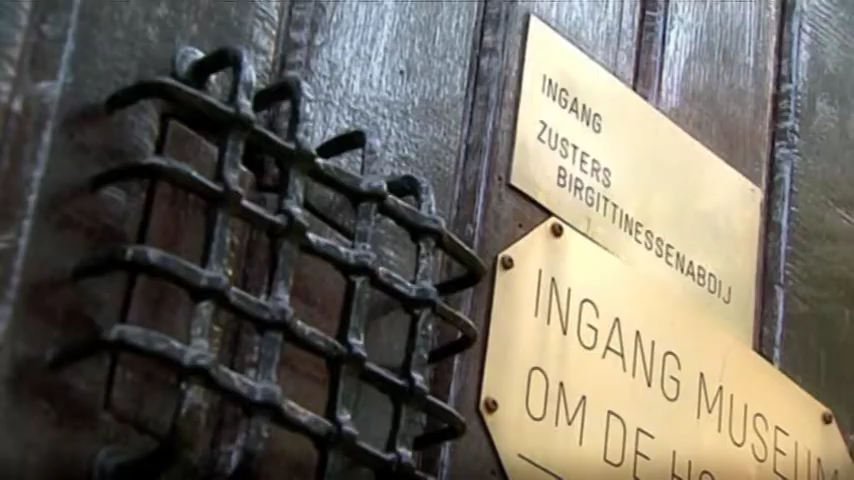 INGANG
ZUSTERS
BIRGITTINESSENABDIJ
INGANG MUSEUM
OM DE